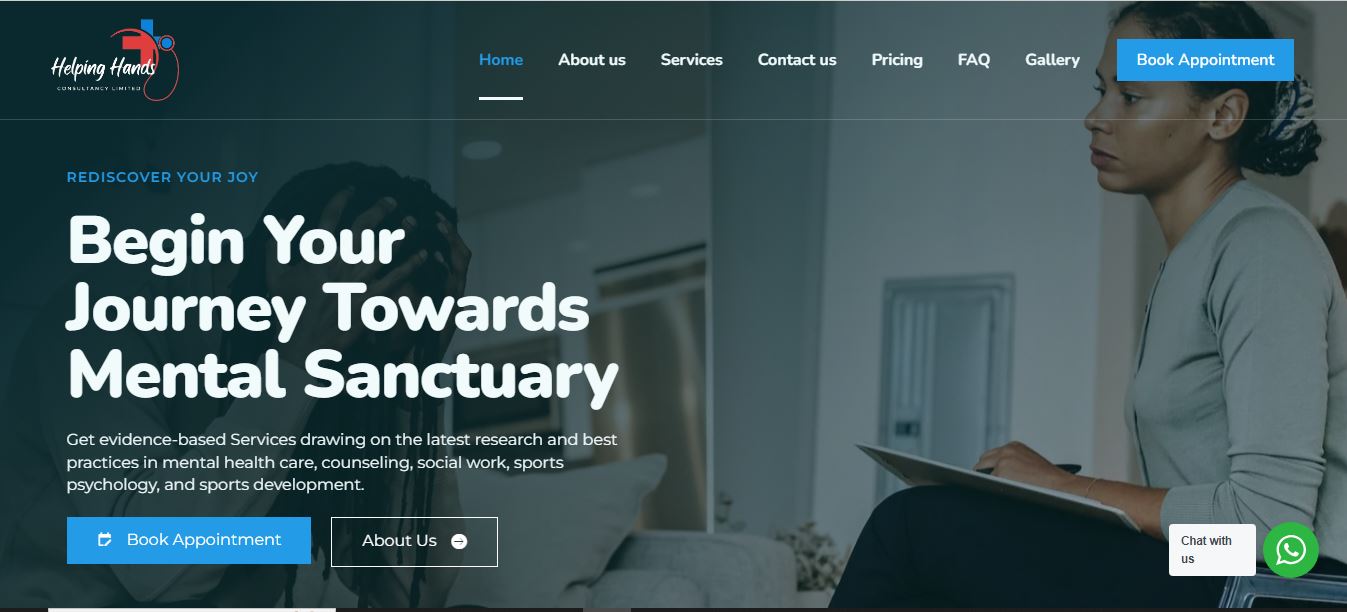 Helping Hands
CONSULTANCY LIMITED
Home
About us
Services
Contact us
Pricing
FAQ
Gallery
Book Appointment
REDISCOVER YOUR JOY
Begin Your
Journey Towards
Mental Sanctuary
Get evidence-based Services drawing on the latest research and best
practices in mental health care, counseling, social work, sports
psychology, and sports development.
Book Appointment
About Us
Chat with
us